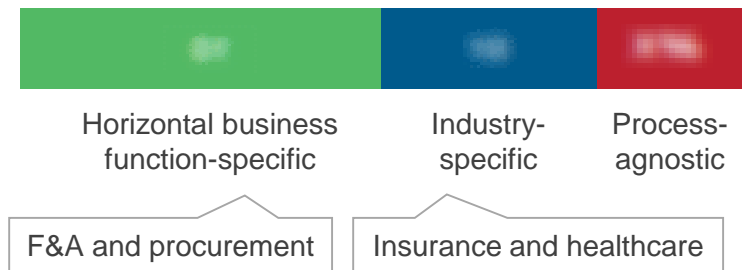 Horizontal business
function-specific
Industry-
specific
Process-
agnostic
F&A and procurement
Insurance and healthcare